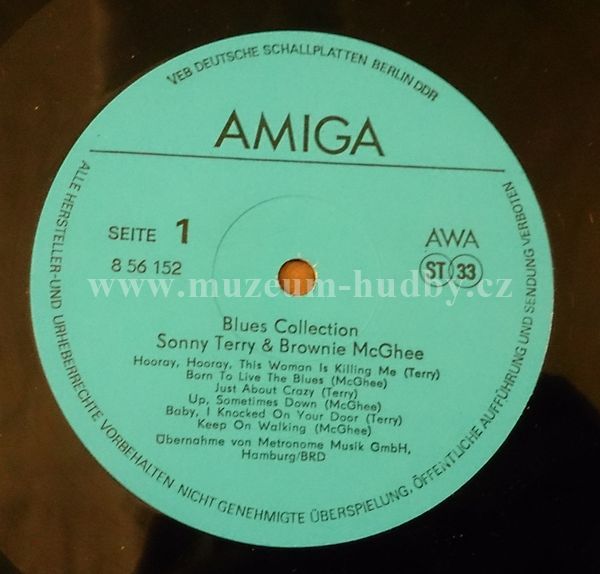 VEB DEUTSCHE SCHALLPLATTEN BERLIN DDR
AMIGA
SEITE 1
8 56 152
AWA
ST 33
www.muzeum-hudby.cz
Blues Collection
Sonny Terry & Brownie McGhee
Hooray, Hooray, This Woman Is Killing Me (Terry)
Born To Live The Blues (McGhee)
Just About Crazy (Terry)
Up, Sometimes Down (McGhee)
Baby, I Knocked On Your Door (Terry)
Keep On Walking (McGhee)
Übernahme von Metronome Musik GmbH,
Hamburg/BRD
ALLE HERSTELLER-UND URHEBERRECHTE VORBEHALTEN NICHT GENEHMIGTE ÜBERSPIELUNG, ÖFFENTLICHE AUFFÜHRUNG UND SENDUNG VERBOTEN